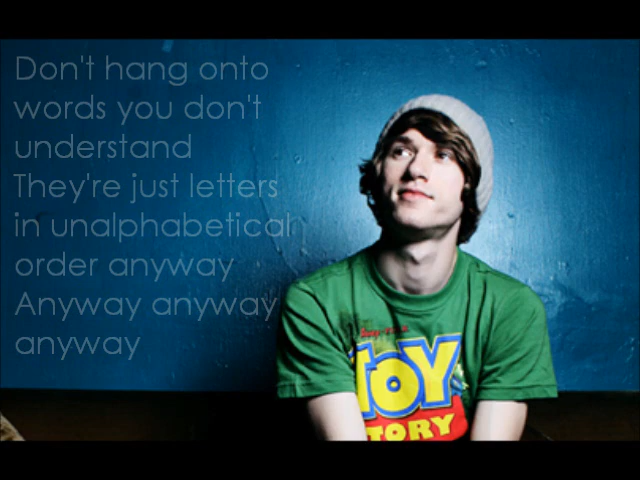 Don't hang onto
words you don't
understand
They're just letters
in unalphabetical
order anyway
Anyway anyway
anyway
TOY
STORY